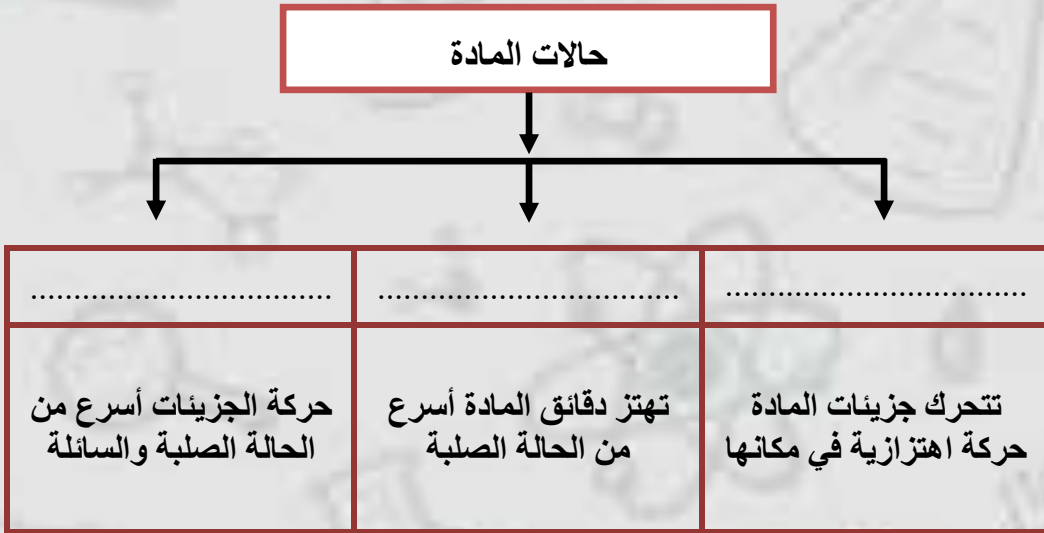 حالات المادة
..................................
..................................
..................................
تتحرك جزيئات المادة
حركة اهتزازية في مكانها
تهتز دقائق المادة أسرع
من الحالة الصلبة
حركة الجزيئات أسرع من
الحالة الصلبة والسائلة